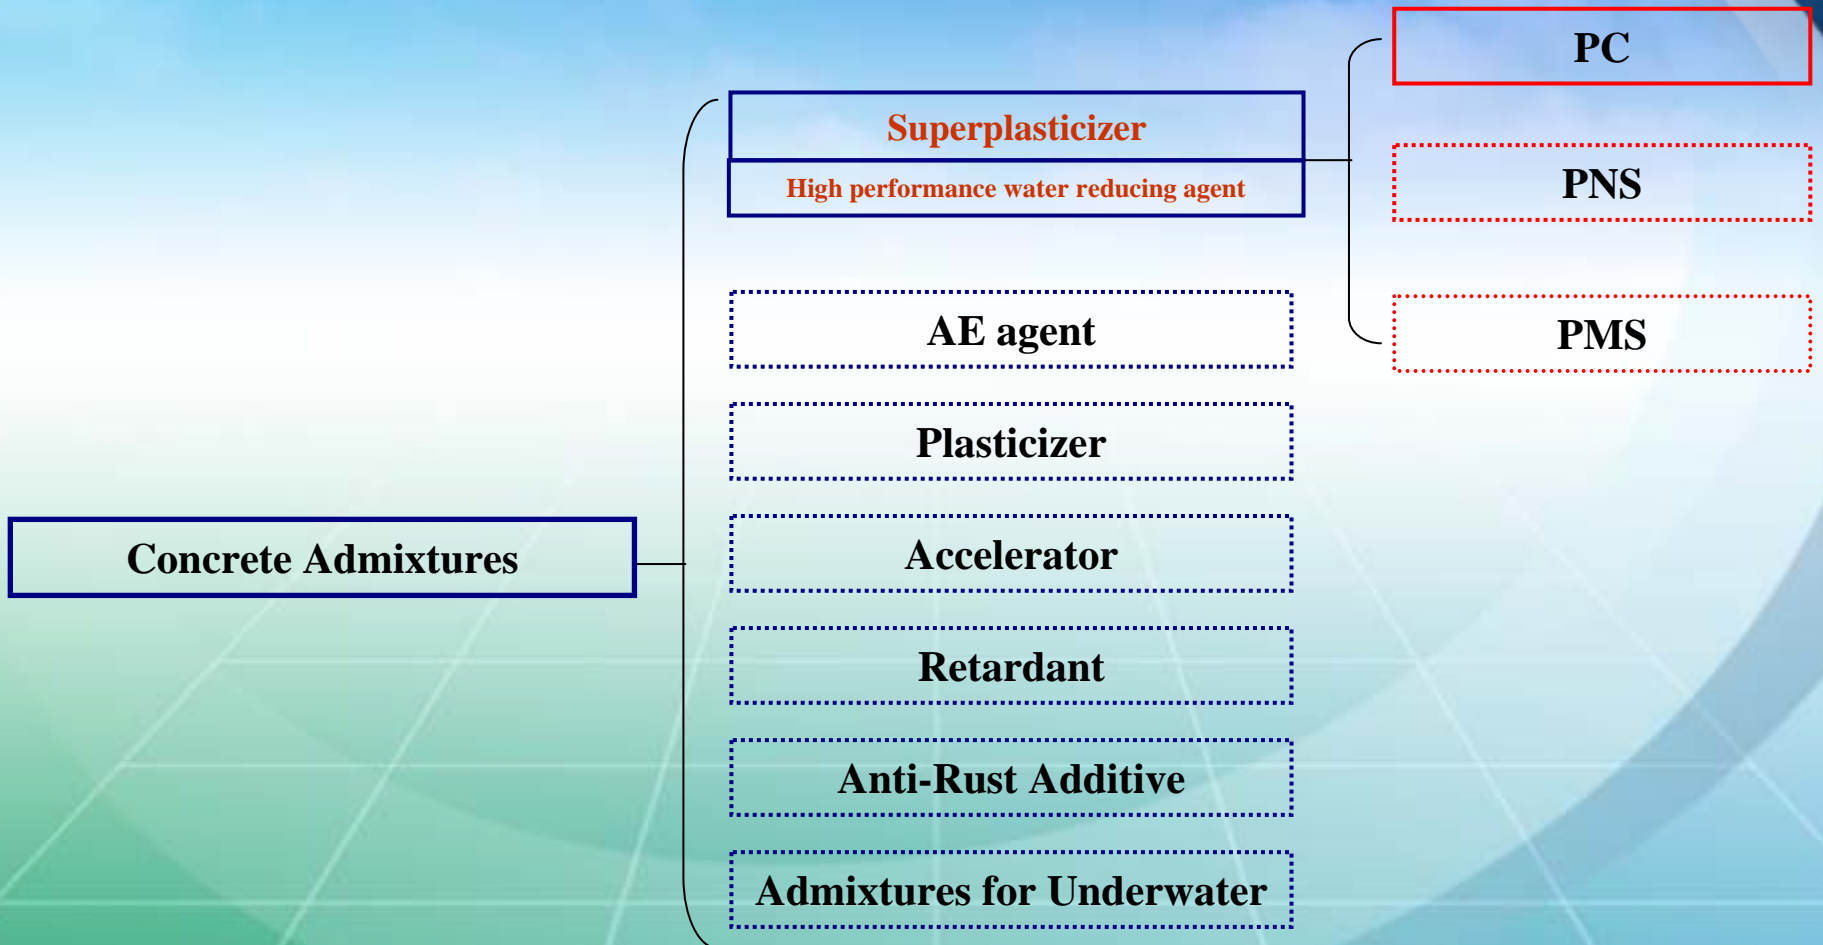 Concrete Admixtures
Superplasticizer
High performance water reducing agent
AE agent
Plasticizer
Accelerator
Retardant
Anti-Rust Additive
Admixtures for Underwater
PC
PNS
PMS